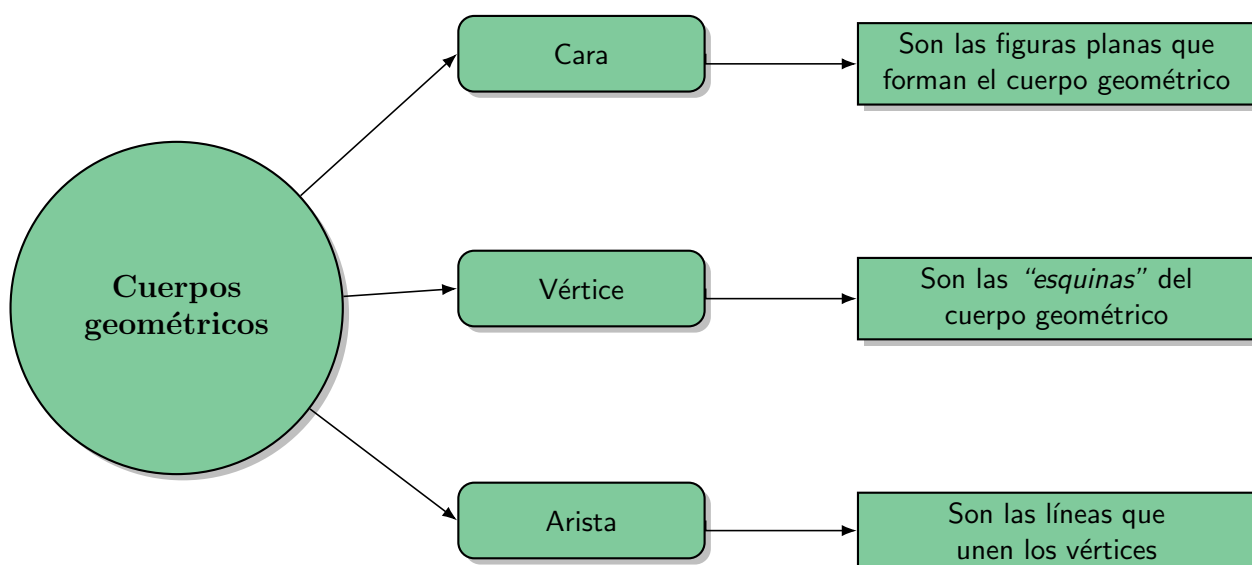 Cuerpos
geométricos
Cara
Son las figuras planas que
forman el cuerpo geométrico
Vértice
Son las “esquinas” del
cuerpo geométrico
Arista
Son las líneas que
unen los vértices